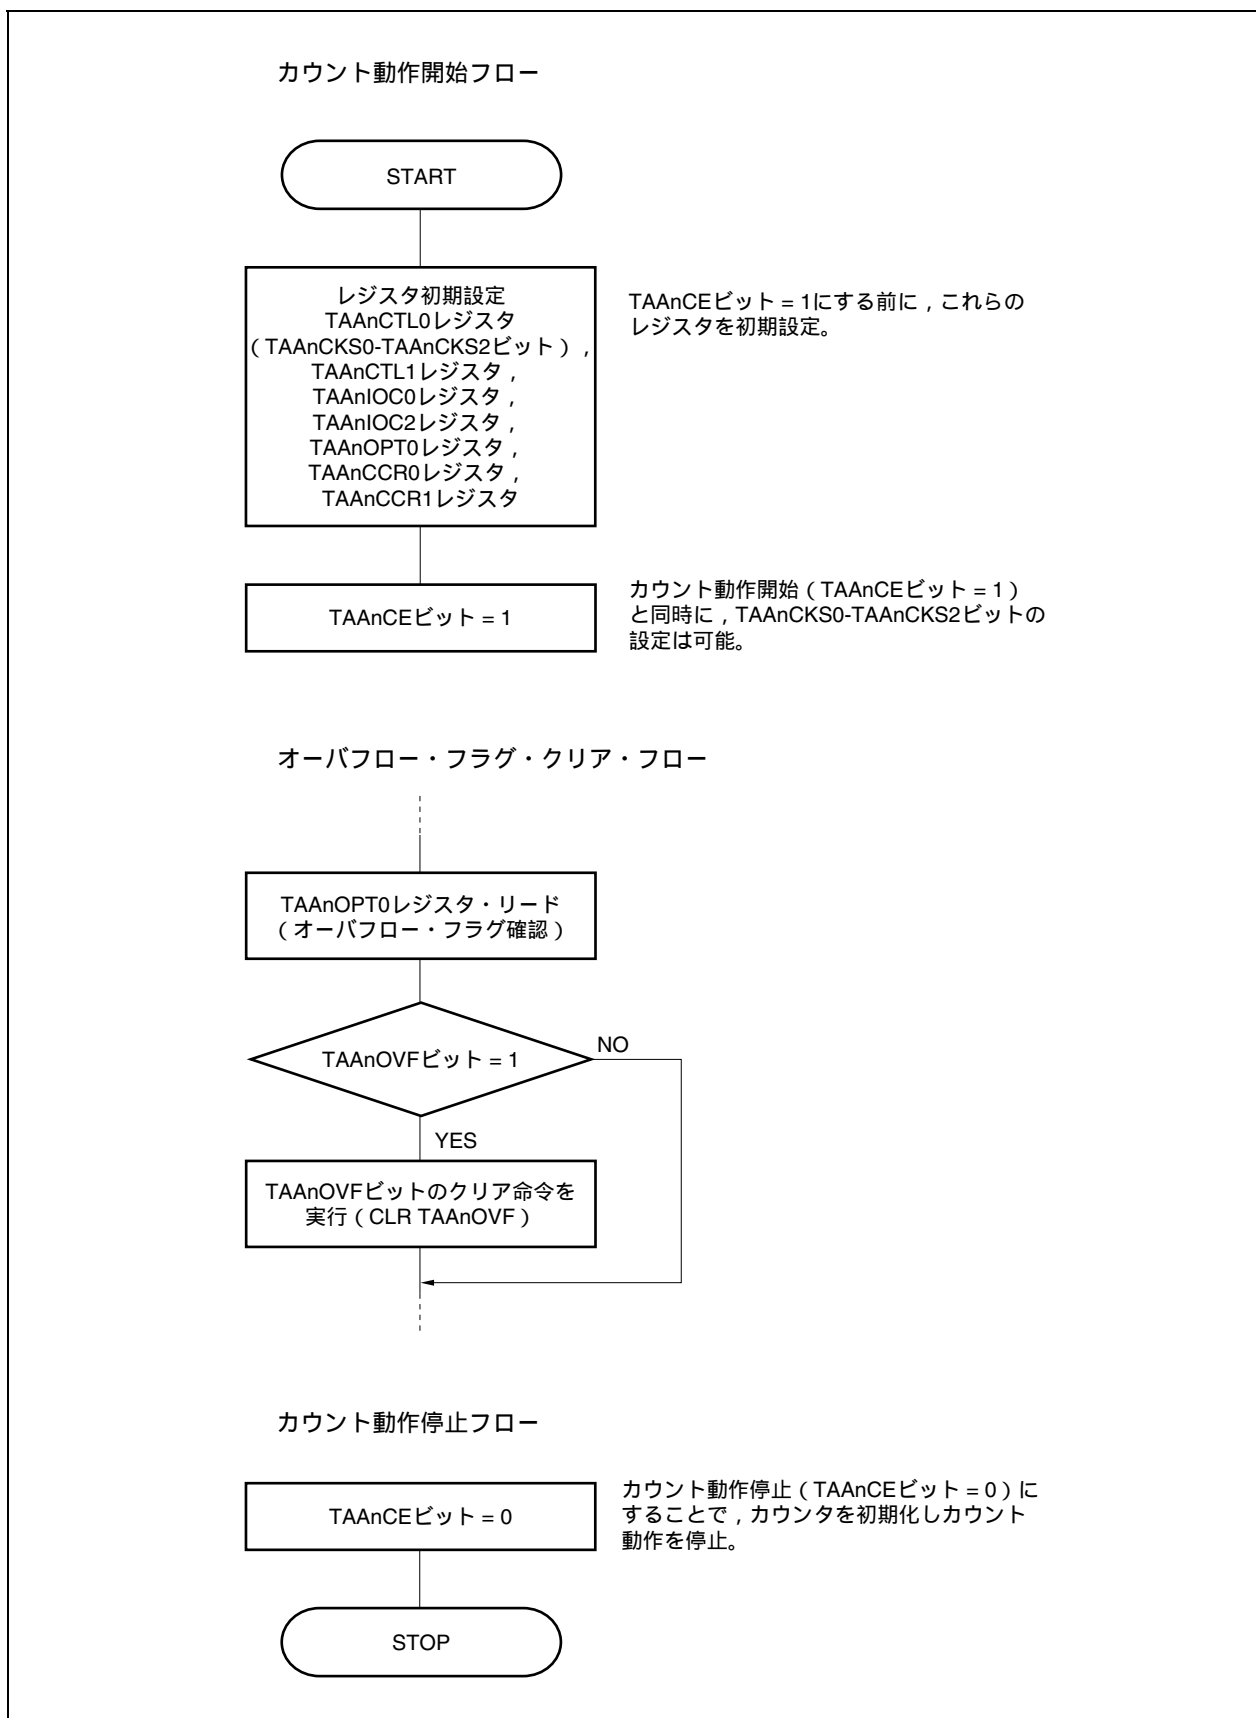 カウント動作開始フロー
START
レジスタ初期設定
TAAnCTL0レジスタ
（TAAnCKS0-TAAnCKS2ビット），
TAAnCTL1レジスタ，
TAAnIOC0レジスタ，
TAAnIOC2レジスタ，
TAAnOPT0レジスタ，
TAAnCCR0レジスタ，
TAAnCCR1レジスタ
TAAnCEビット = 1にする前に，これらの
レジスタを初期設定。
TAAnCEビット = 1
カウント動作開始（TAAnCEビット = 1）
と同時に，TAAnCKS0-TAAnCKS2ビットの
設定は可能。
オーバフロー・フラグ・クリア・フロー
TAAnOPT0レジスタ・リード
（オーバフロー・フラグ確認）
TAAnOVFビット = 1
NO
YES
TAAnOVFビットのクリア命令を
実行（CLR TAAnOVF）
カウント動作停止フロー
TAAnCEビット = 0
カウント動作停止（TAAnCEビット = 0）に
することで，カウンタを初期化しカウント
動作を停止。
STOP